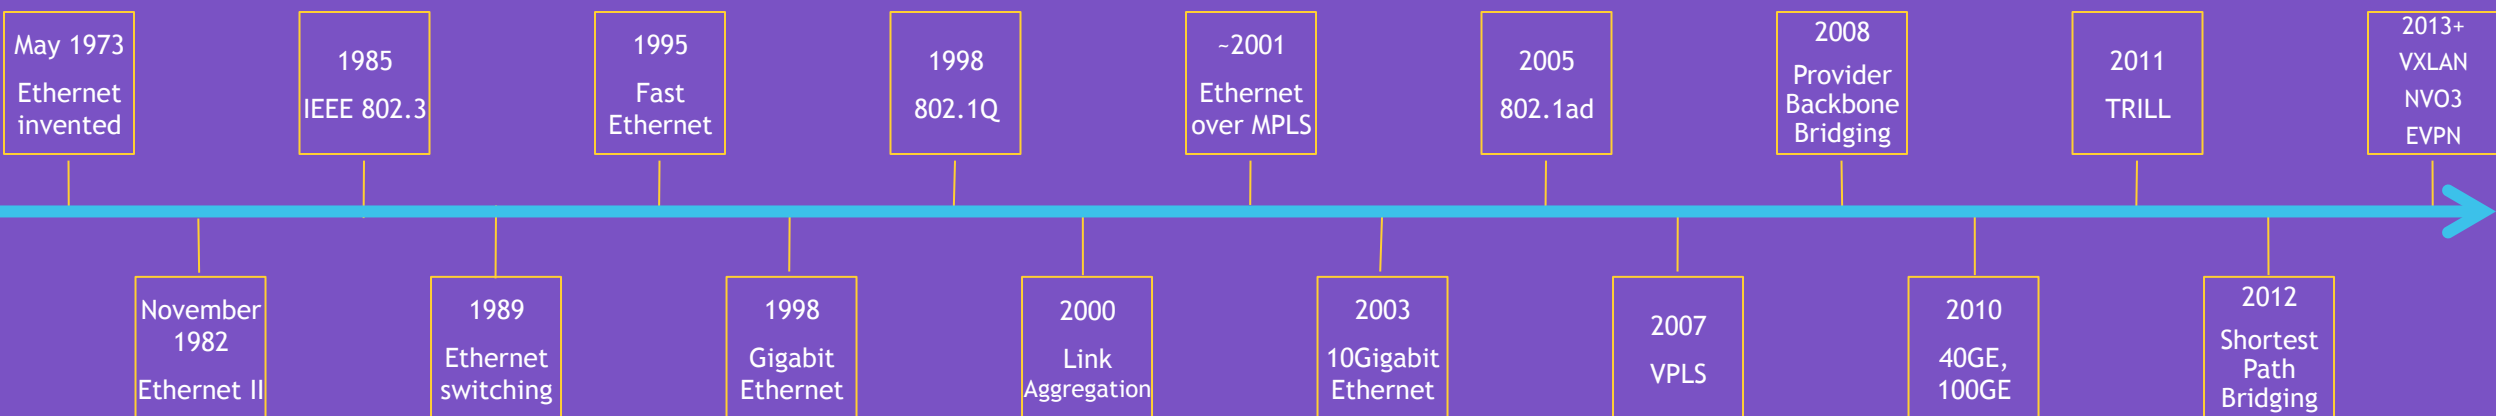 May 1973
Ethernet
invented
1985
IEEE 802.3
1995
Fast
Ethernet
1998
802.1Q
~2001
Ethernet
over MPLS
2005
802.1ad
2008
Provider
Backbone
Bridging
2011
TRILL
2013+
VXLAN
NVO3
EVPN
November
1982
Ethernet II
1989
Ethernet
switching
1998
Gigabit
Ethernet
2000
Link
Aggregation
2003
10Gigabit
Ethernet
2007
VPLS
2010
40GE,
100GE
2012
Shortest
Path
Bridging